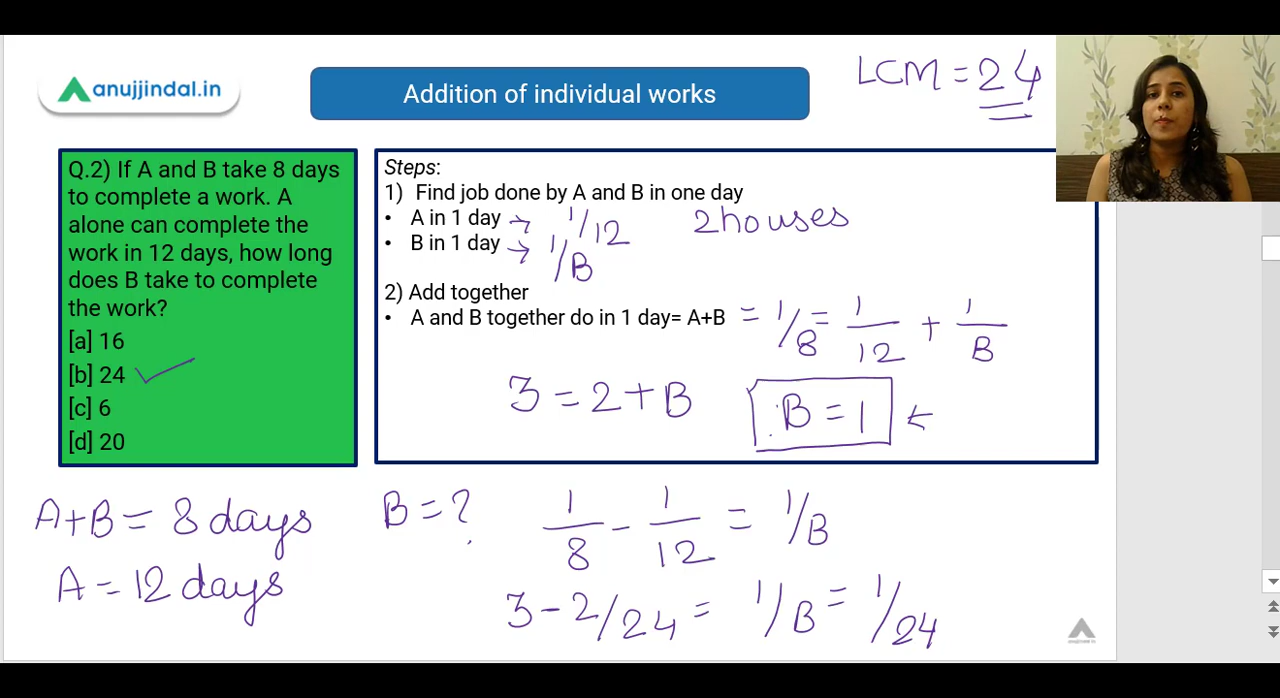 LCM = 24
anujjindal.in
Addition of individual works
Q.2) If A and B take 8 days
to complete a work. A
alone can complete the
work in 12 days, how long
does B take to complete
the work?
[a] 16
[b] 24
[c] 6
[d] 20
Steps:
1) Find job done by A and B in one day
• A in 1 day → 1/12 2 houses
• B in 1 day → 1/B
2) Add together
• A and B together do in 1 day= A+B = 1/8 = 1/12 + 1/B
3 = 2 + B B = 1 ←
A+B = 8 days B = ? 1/8 - 1/12 = 1/B
A = 12 days 3 - 2/24 = 1/B = 1/24